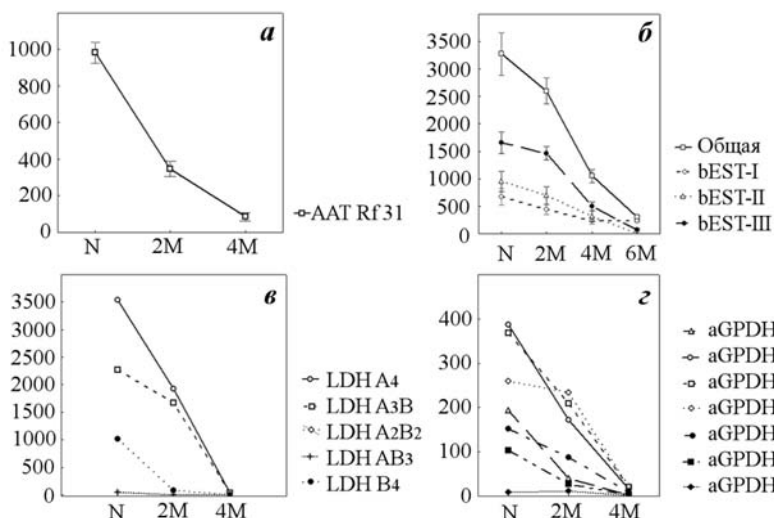 а
1000
800
600
400
200
0
N 2M 4M
AAT Rf 31
б
3500
3000
2500
2000
1500
1000
500
0
N 2M 4M 6M
Общая
bEST-I
bEST-II
bEST-III
в
3500
3000
2500
2000
1500
1000
500
0
N 2M 4M
LDH A4
LDH A3B
LDH A2B2
LDH AB3
LDH B4
г
400
300
200
100
0
N 2M 4M
aGPDH
aGPDH
aGPDH
aGPDH
aGPDH
aGPDH
aGPDH